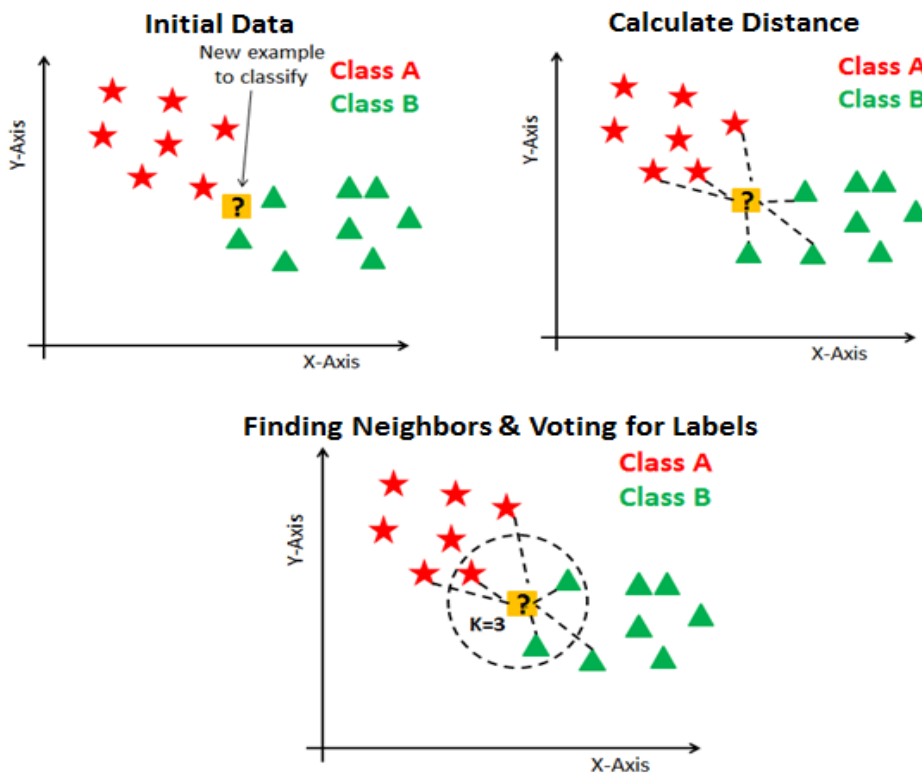 Initial Data
New example
to classify
Class A
Class B
?
Y-Axis
X-Axis
Calculate Distance
Class A
Class B
?
Y-Axis
X-Axis
Finding Neighbors & Voting for Labels
Class A
Class B
?
K=3
Y-Axis
X-Axis